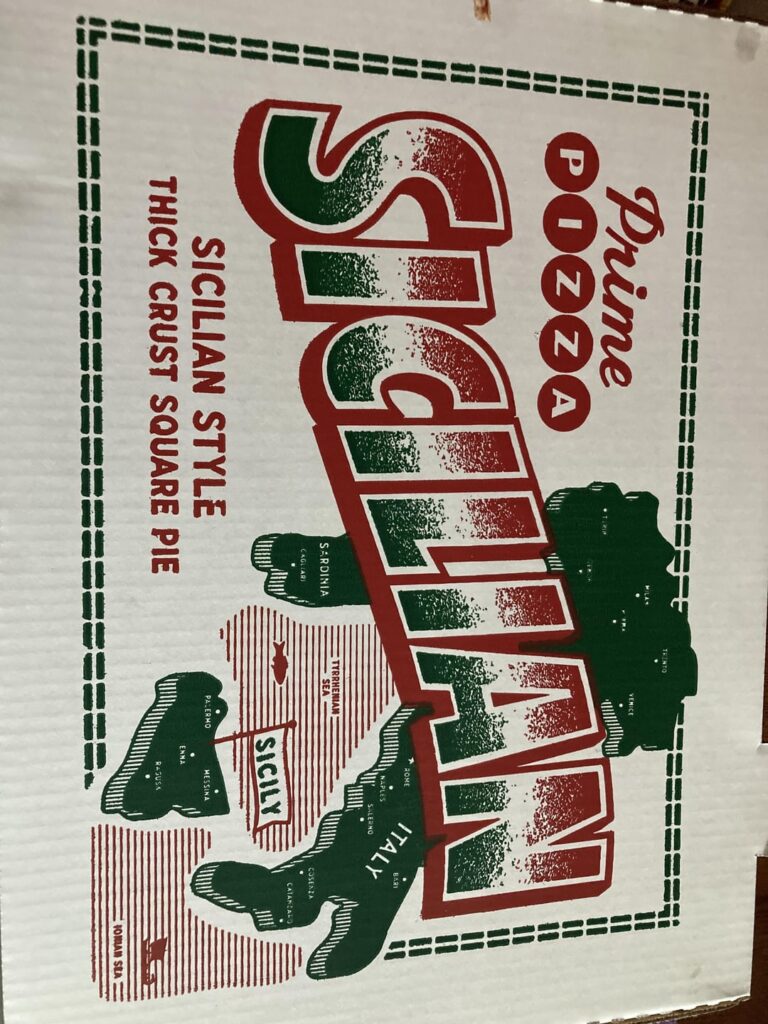 Prime
PIZZA
SICILIAN
SICILIAN STYLE
THICK CRUST SQUARE PIE
MILAN
TRENTO
VENICE
SARDINIA
CAGLIARI
TYRRHENIAN
SEA
ROME
NAPLES
SALERNO
BARI
ITALY
COSENZA
CATANZARO
SICILY
PALERMO
MESSINA
ENNA
RAGUSA
IONIAN SEA